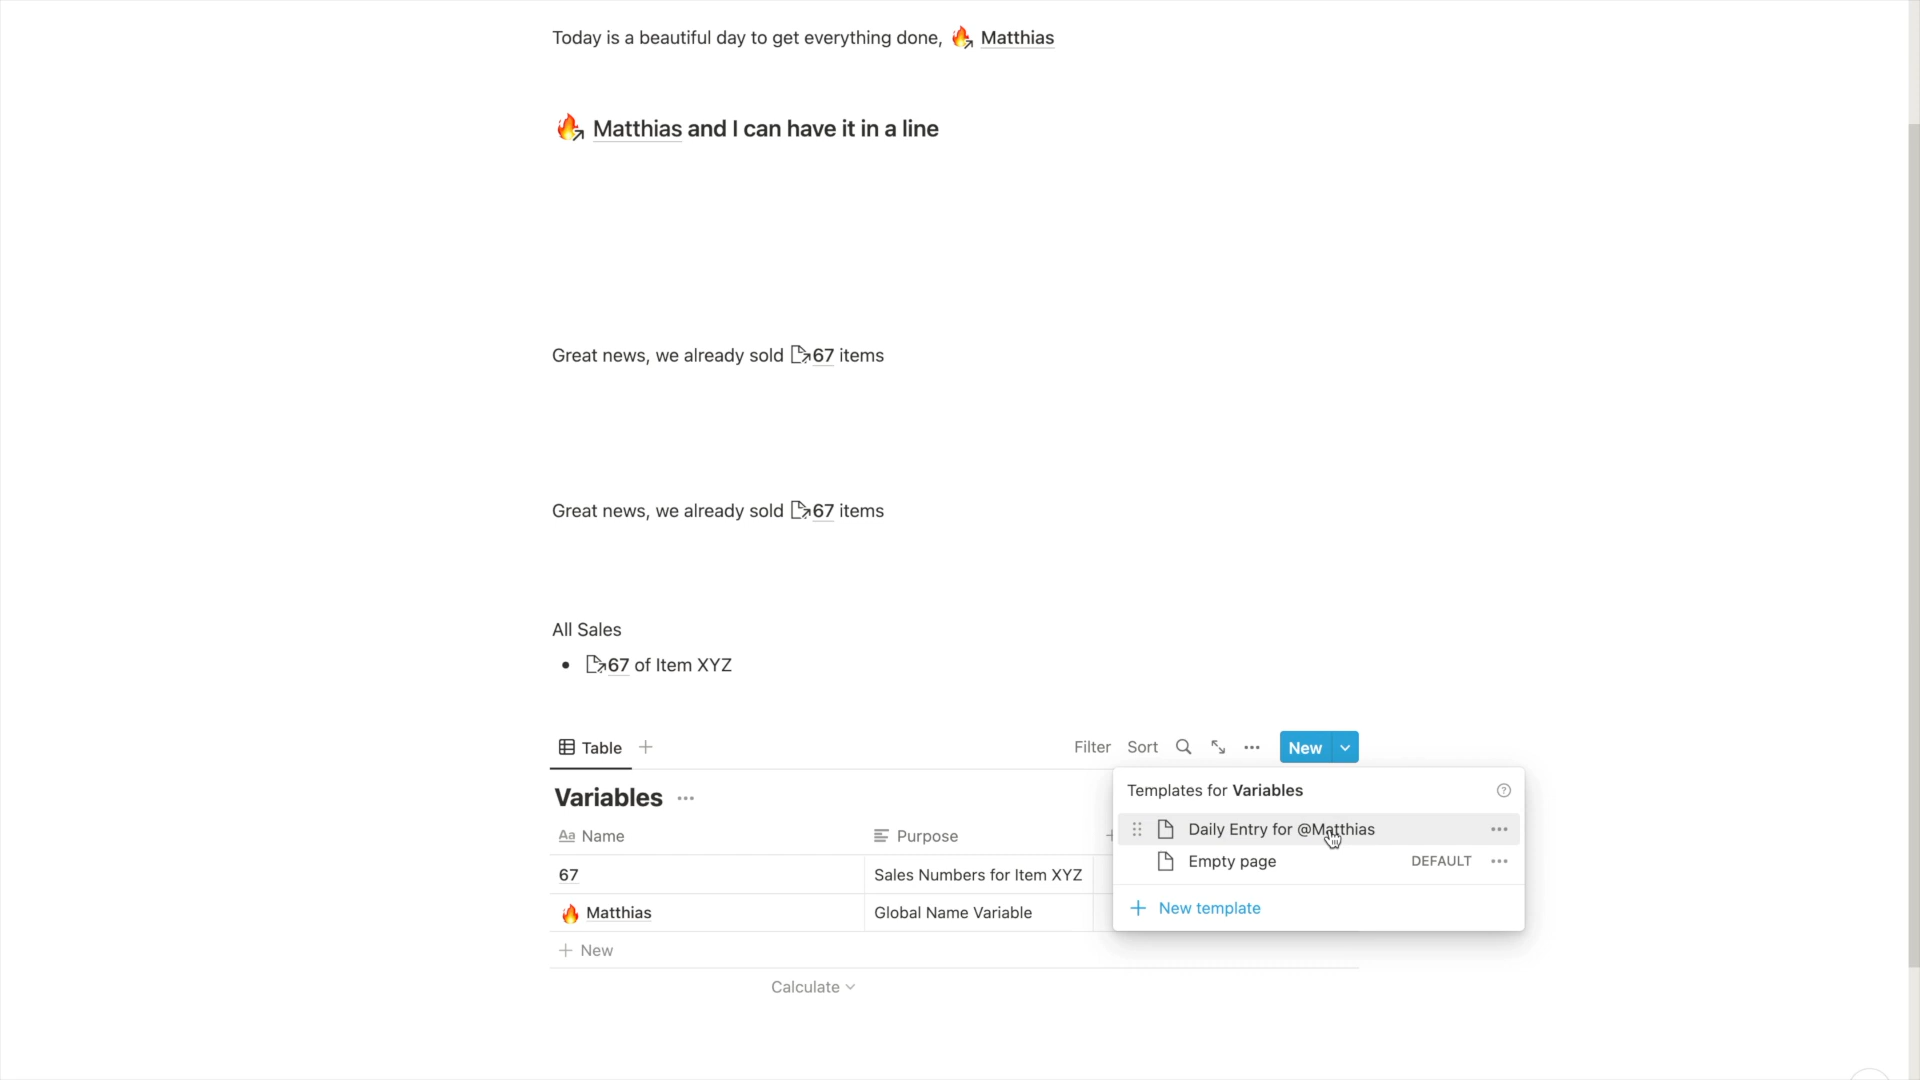 Today is a beautiful day to get everything done, 🔥 Matthias
🔥 Matthias and I can have it in a line
Great news, we already sold 67 items
Great news, we already sold 67 items
All Sales
• 67 of Item XYZ
Table
Filter Sort New
Templates for Variables
Variables
Daily Entry for @Matthias
Aa Name Purpose
Empty page DEFAULT
67 Sales Numbers for Item XYZ
New template
🔥 Matthias Global Name Variable
New
Calculate